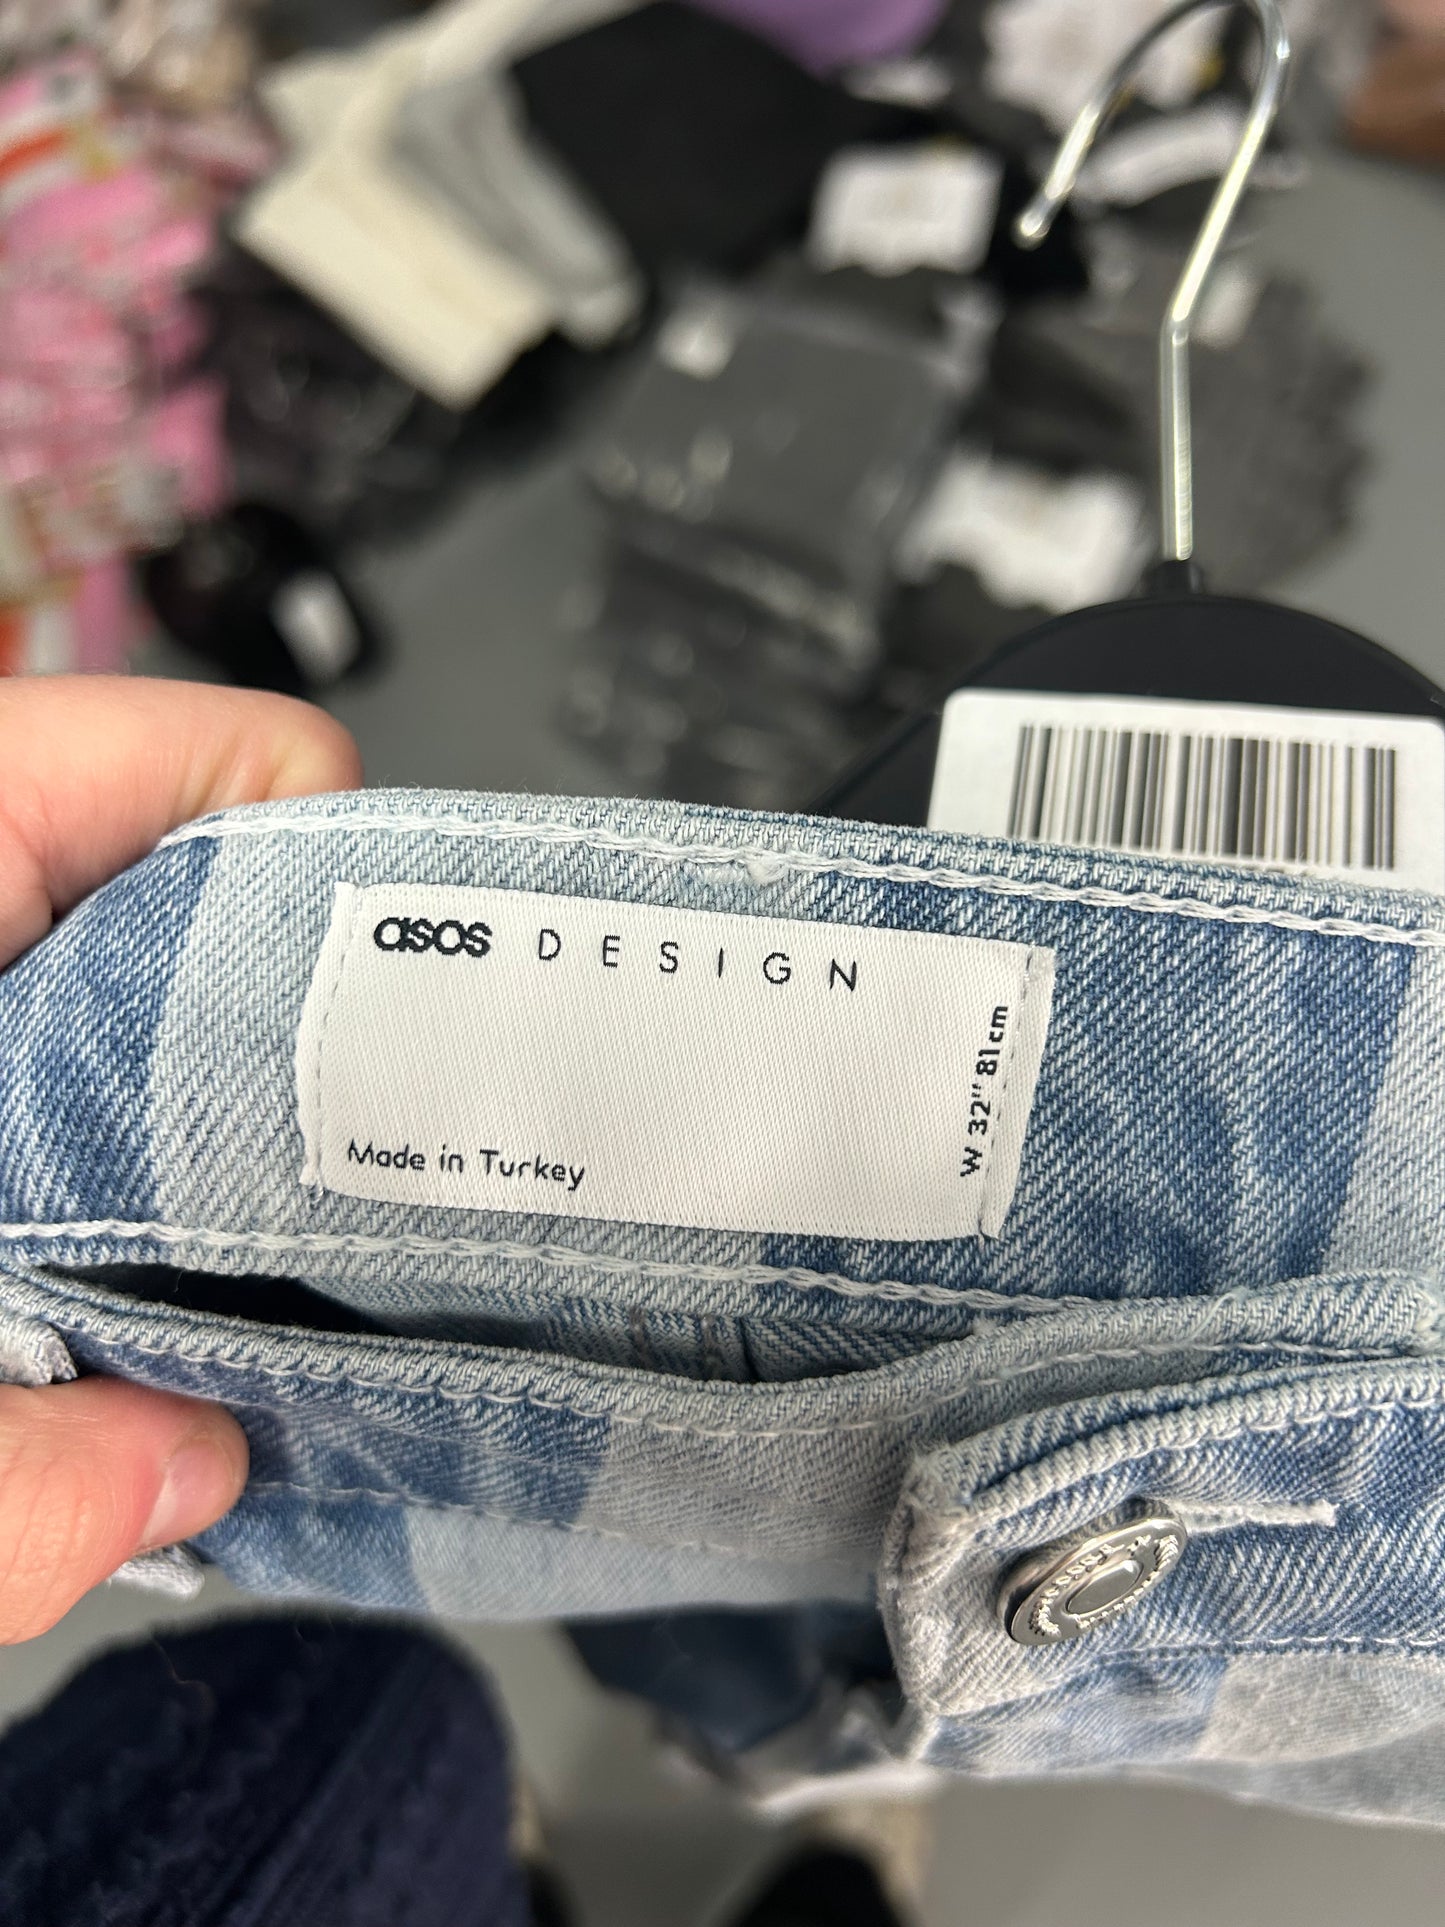 asos DESIGN
Made in Turkey
W 32" 81cm